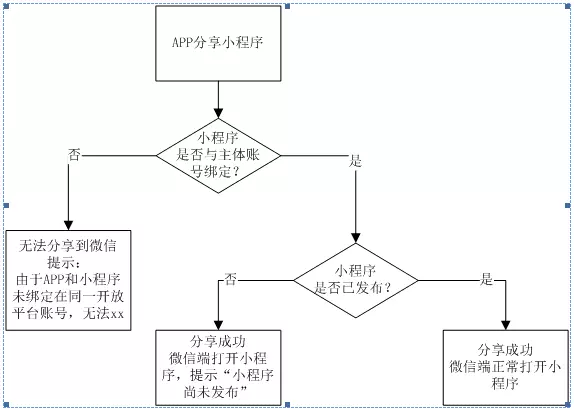 APP分享小程序
小程序
是否与主体账
号绑定?
否
是
无法分享到微信
提示:
由于APP和小程序
未绑定在同一开放
平台账号, 无法xx
小程序
是否已发布?
否
是
分享成功
微信端打开小程
序, 提示“小程序
尚未发布”
分享成功
微信端正常打开小
程序